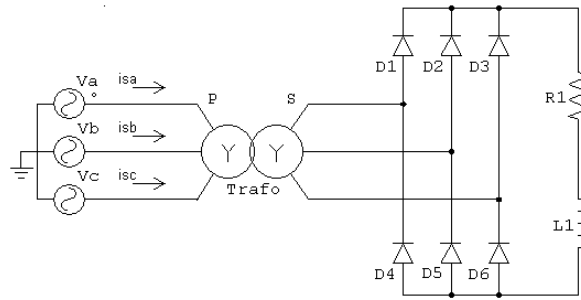 D1 D2 D3
Va isa P S R1
Vb isb
Y Y
Vc isc Trafo
L1
D4 D5 D6